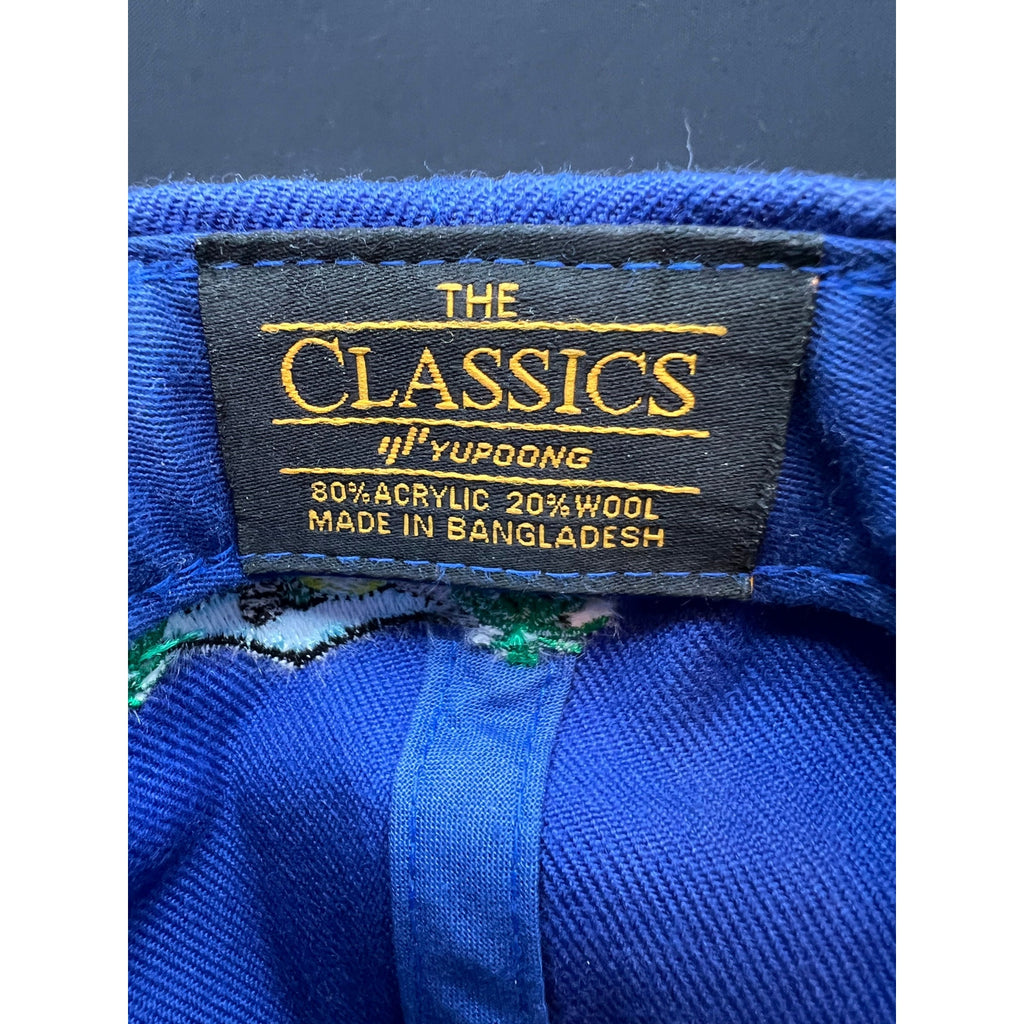 THE
CLASSICS
YUPOONG
80% ACRYLIC 20% WOOL
MADE IN BANGLADESH